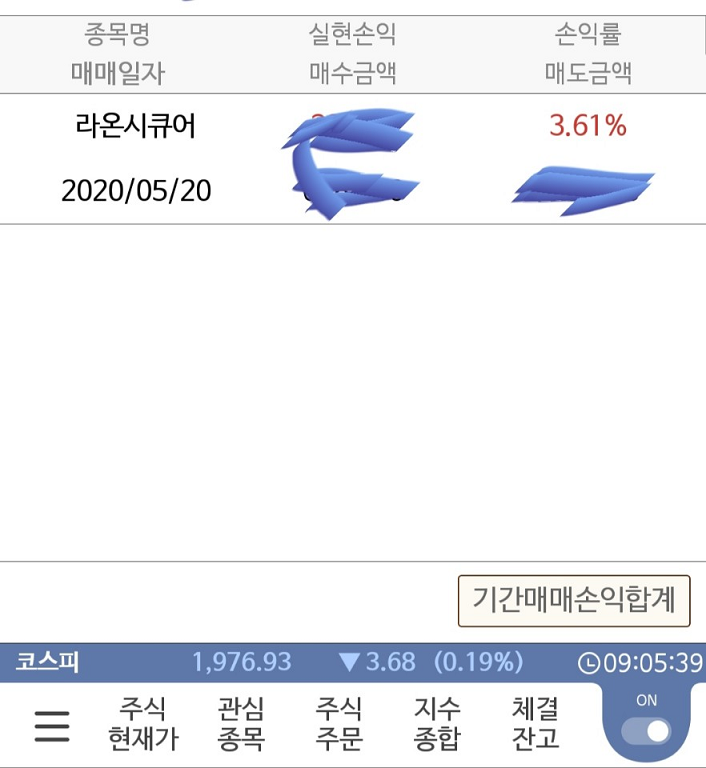 종목명 실현손익 손익률
매매일자 매수금액 매도금액
라온시큐어 3.61%
2020/05/20
기간매매손익합계
코스피 1,976.93 ▼3.68 (0.19%) 09:05:39
주식 관심 주식 지수 체결 ON
현재가 종목 주문 종합 잔고